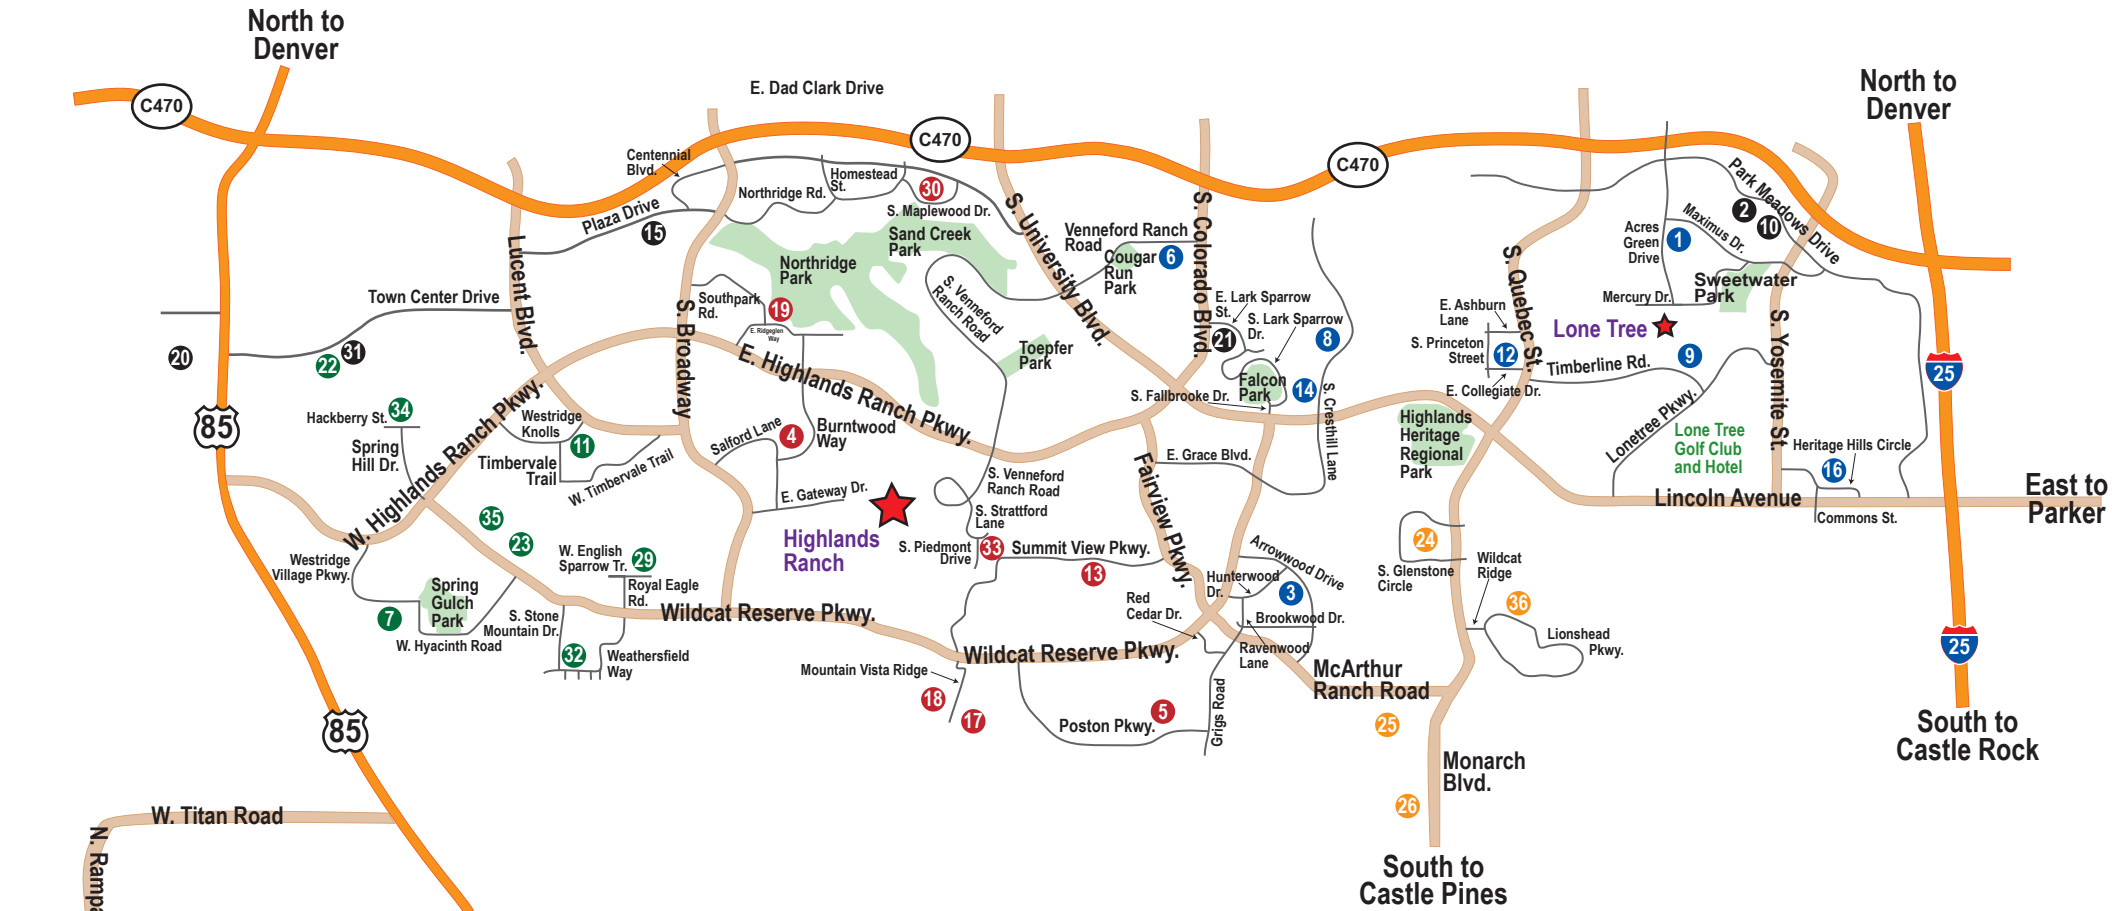 North to
Denver
C470
E. Dad Clark Drive
C470
C470
North to
Denver
Centennial
Blvd.
Homestead
St.
30
Northridge Rd.
S. Maplewood Dr.
Plaza Drive
15
Sand Creek
Park
Northridge
Park
S. University Blvd.
Venneford Ranch
Road
Cougar
Run
Park
6
S. Colorado Blvd.
Park Meadows Drive
2
10
Maximus Dr.
Acres
Green
Drive
1
Sweetwater
Park
Mercury Dr.
Lucent Blvd.
Town Center Drive
Southpark
Rd.
19
E. Ridgeglen
Way
S. Venneford
Ranch Road
Toepfer
Park
E. Lark Sparrow
St.
S. Lark Sparrow
Dr.
21
8
S. Quebec St.
E. Ashburn
Lane
S. Princeton
Street
12
E. Collegiate Dr.
Lone Tree
Timberline Rd.
9
S. Yosemite St.
25
20
22
31
S. Broadway
E. Highlands Ranch Pkwy.
S. Fallbrooke Dr.
Falcon
Park
14
S. Cresthill Lane
Highlands
Heritage
Regional
Park
Lonetree Pkwy.
Lone Tree
Golf Club
and Hotel
Heritage Hills Circle
16
85
Hackberry St.
34
Spring
Hill Dr.
W. Highlands Ranch Pkwy.
Westridge
Knolls
11
Timbervale
Trail
W. Timbervale Trail
Salford Lane
4
Burntwood
Way
E. Gateway Dr.
Highlands
Ranch
S. Venneford
Ranch Road
S. Strattford
Lane
S. Piedmont
Drive
33
Summit View Pkwy.
13
Fairview Pkwy.
E. Grace Blvd.
Lincoln Avenue
Commons St.
East to
Parker
35
23
Westridge
Village Pkwy.
7
Spring
Gulch
Park
W. Hyacinth Road
W. English
Sparrow Tr.
29
Royal Eagle
Rd.
S. Stone
Mountain Dr.
32
Weathersfield
Way
Wildcat Reserve Pkwy.
Wildcat Reserve Pkwy.
Mountain Vista Ridge
18
17
Poston Pkwy.
5
Grigs Road
Red
Cedar Dr.
Hunterwood
Dr.
Arrowwood Drive
3
Brookwood Dr.
Ravenwood
Lane
McArthur
Ranch Road
24
S. Glenstone
Circle
Wildcat
Ridge
36
Lionshead
Pkwy.
25
25
South to
Castle Rock
85
Monarch
Blvd.
26
South to
Castle Pines
W. Titan Road